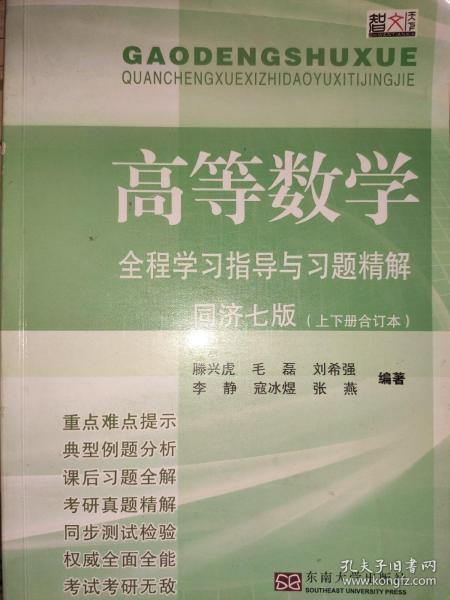 智文
天下
GAODENGSHUXUE
QUANCHENGXUEXIZHIDAOYUXITIJINGJIE
高等数学
全程学习指导与习题精解
同济七版（上下册合订本）
滕兴虎 毛磊 刘希强
李静 寇冰煜 张燕
编著
重点难点提示
典型例题分析
课后习题全解
考研真题精解
同步测试检验
权威全面全能
考试考研无敌
东南大学出版社
SOUTHEAST UNIVERSITY PRESS
孔夫子旧书网